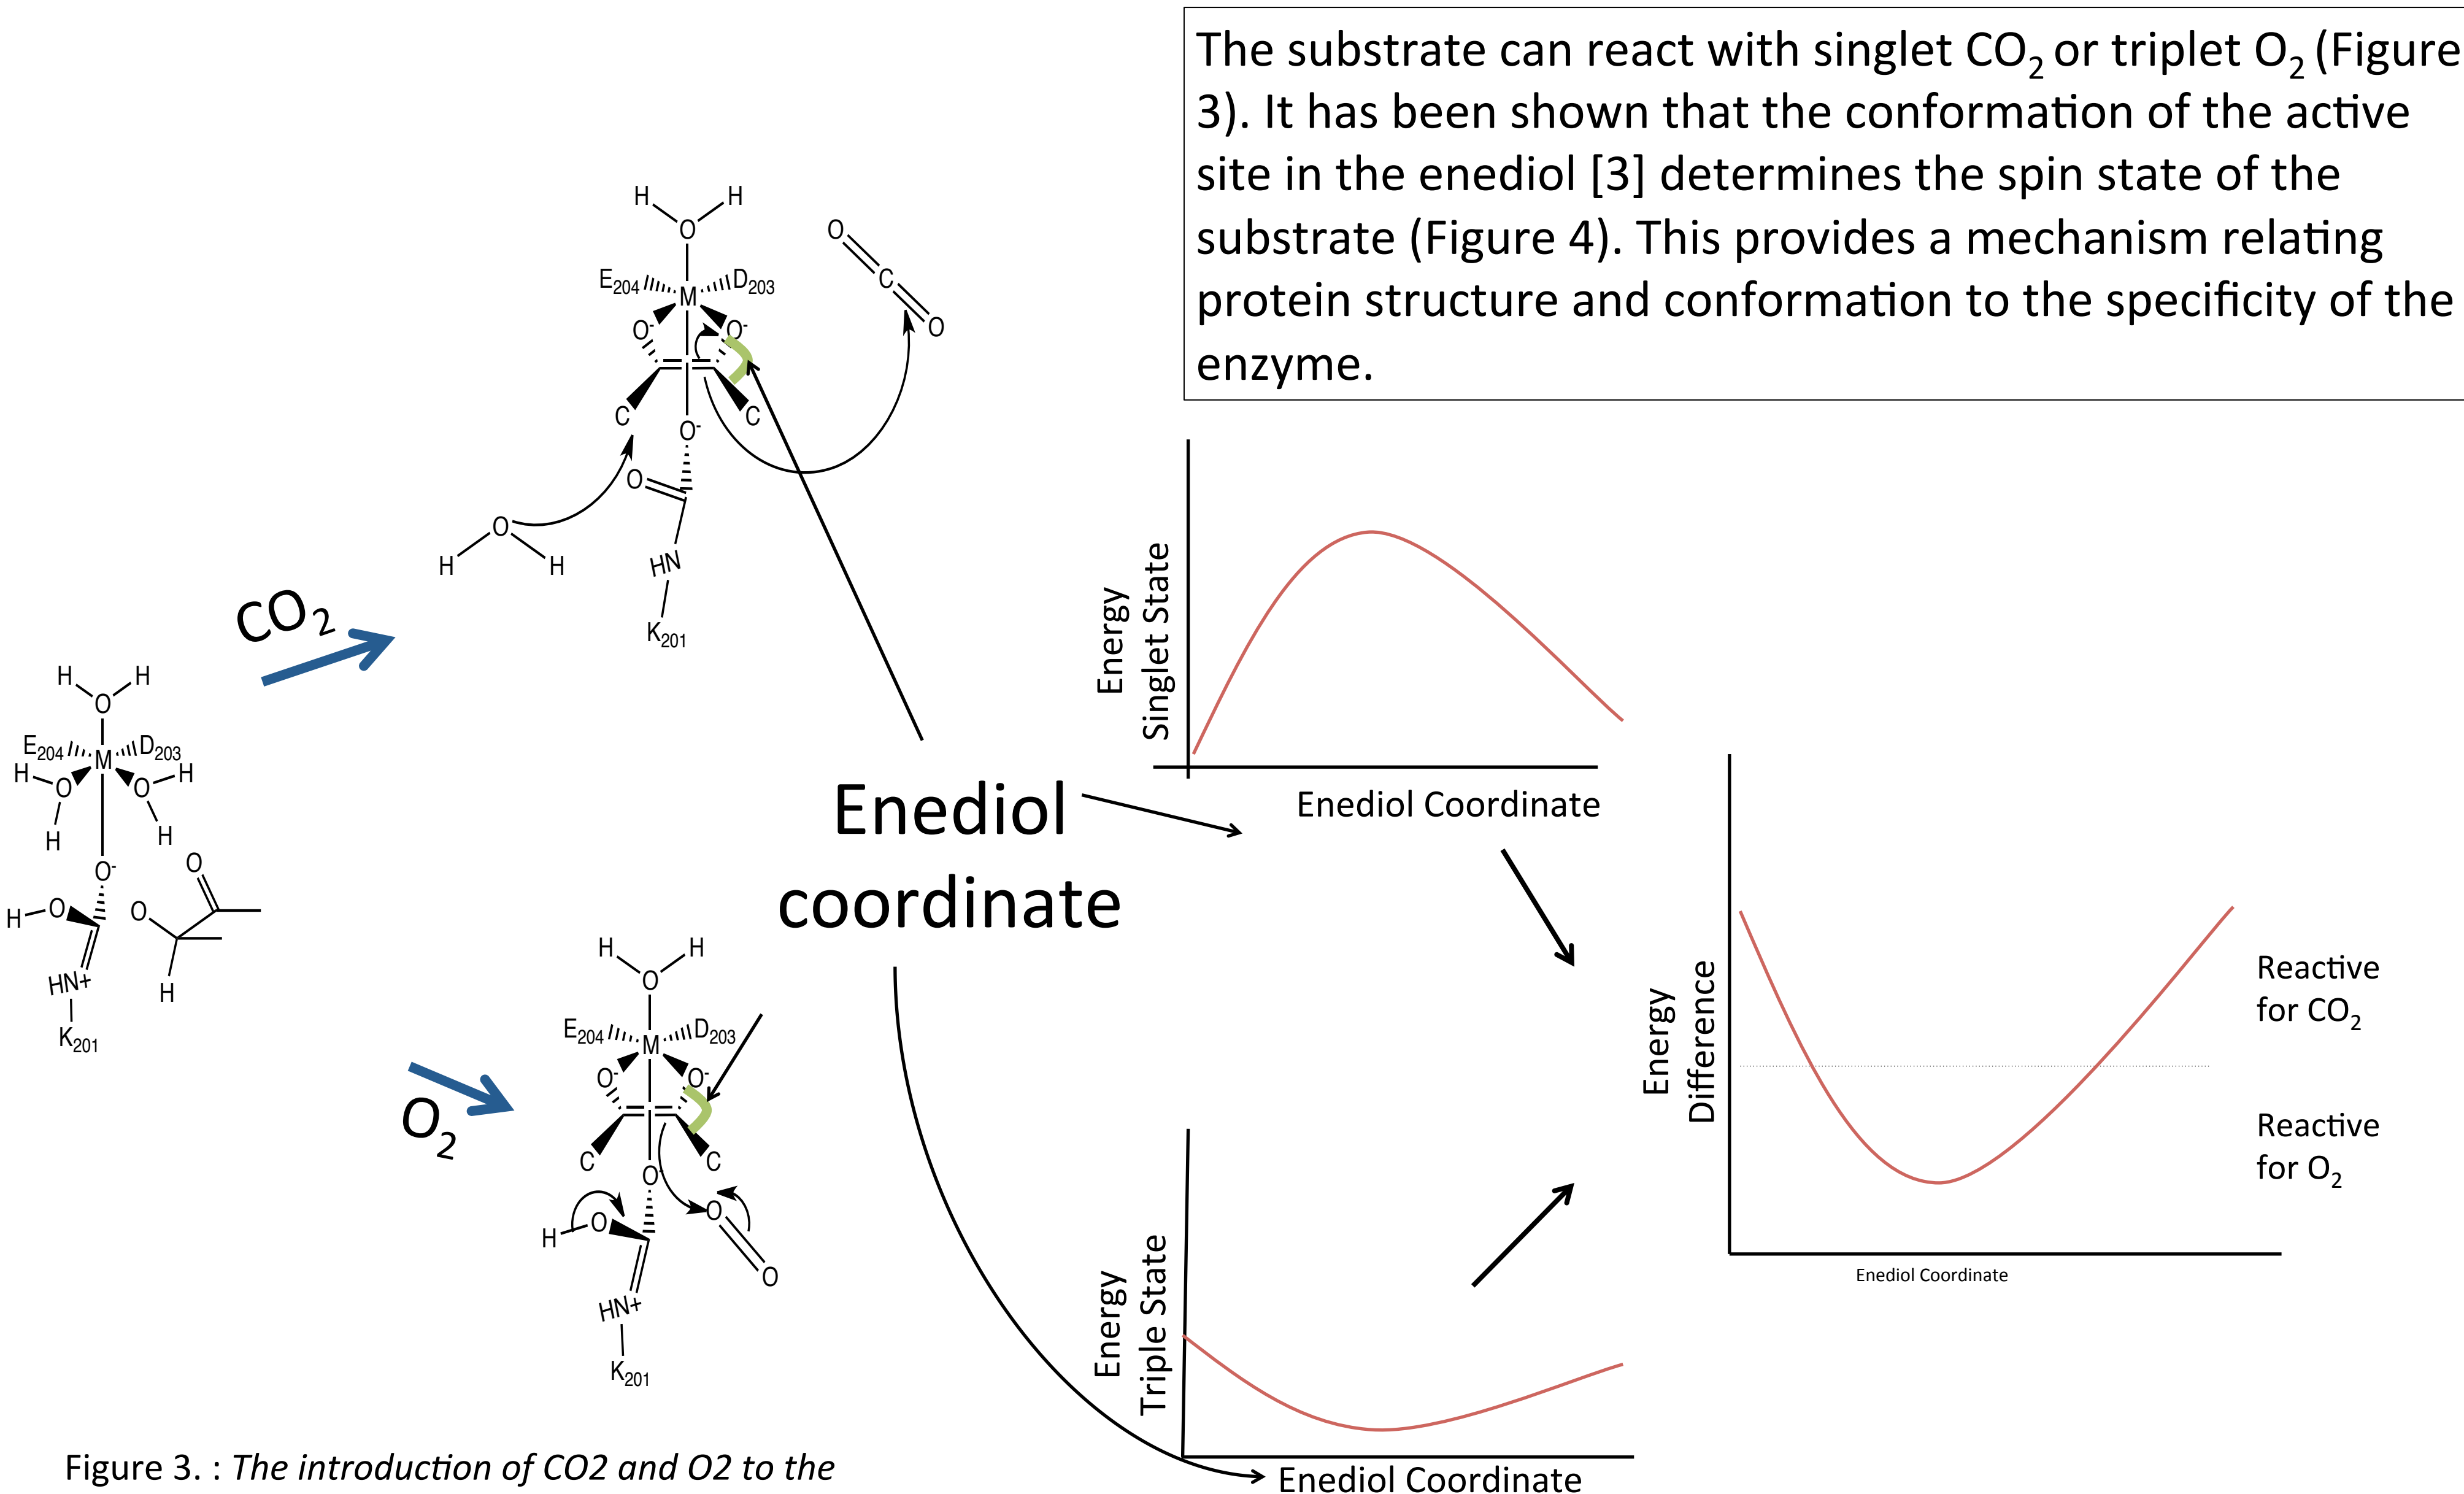 The substrate can react with singlet CO2 or triplet O2 (Figure
3). It has been shown that the conformation of the active
site in the enediol [3] determines the spin state of the
substrate (Figure 4). This provides a mechanism relating
protein structure and conformation to the specificity of the
enzyme.
H H
O
E204 D203
M
O- O-
C C
O-
O
HN
K201
O
H H
O
C
O
CO2
H H
O
E204 D203
M
H O O H
H H
O-
H O
HN+
K201
O
O
H
O2
H H
O
E204 D203
M
O- O-
C C
O-
H O
HN+
K201
O
O
Enediol
coordinate
Energy
Singlet State
Enediol Coordinate
Energy
Triple State
Enediol Coordinate
Energy
Difference
Enediol Coordinate
Reactive
for CO2
Reactive
for O2
Figure 3. : The introduction of CO2 and O2 to the